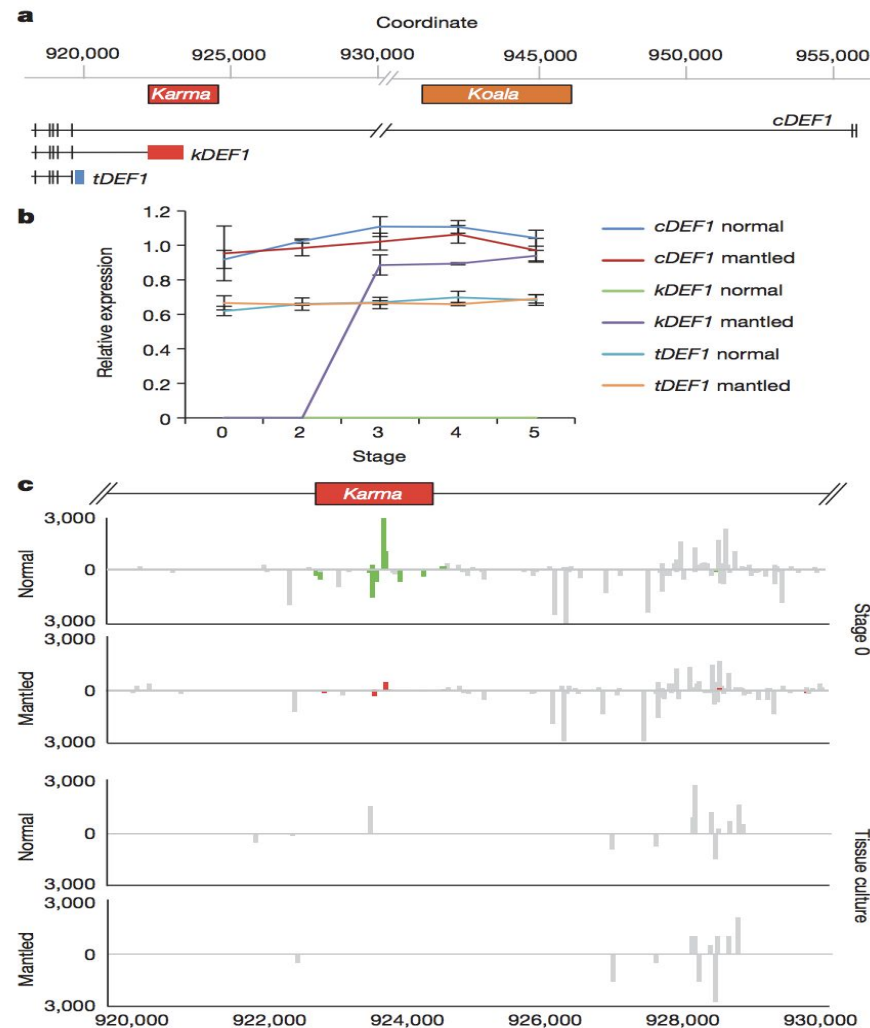 a
Coordinate
920,000 925,000 930,000 945,000 950,000 955,000
Karma Koala
cDEF1
kDEF1
tDEF1
b
1.2
1.0
0.8
0.6
0.4
0.2
0
Relative expression
0 2 3 4 5
Stage
cDEF1 normal
cDEF1 mantled
kDEF1 normal
kDEF1 mantled
tDEF1 normal
tDEF1 mantled
c
Karma
3,000
0
3,000
Normal
3,000
0
3,000
Mantled
Stage 0
3,000
0
3,000
Normal
3,000
0
3,000
Mantled
Tissue culture
920,000 922,000 924,000 926,000 928,000 930,000